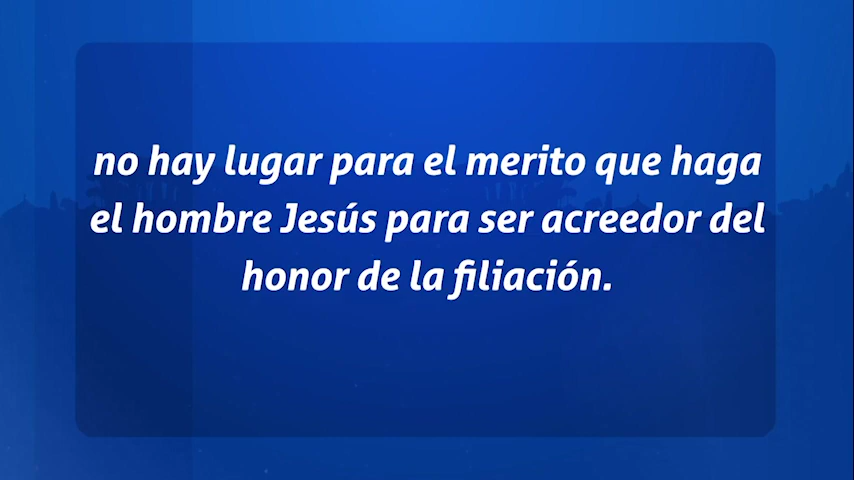 no hay lugar para el merito que haga
el hombre Jesús para ser acreedor del
honor de la filiación.